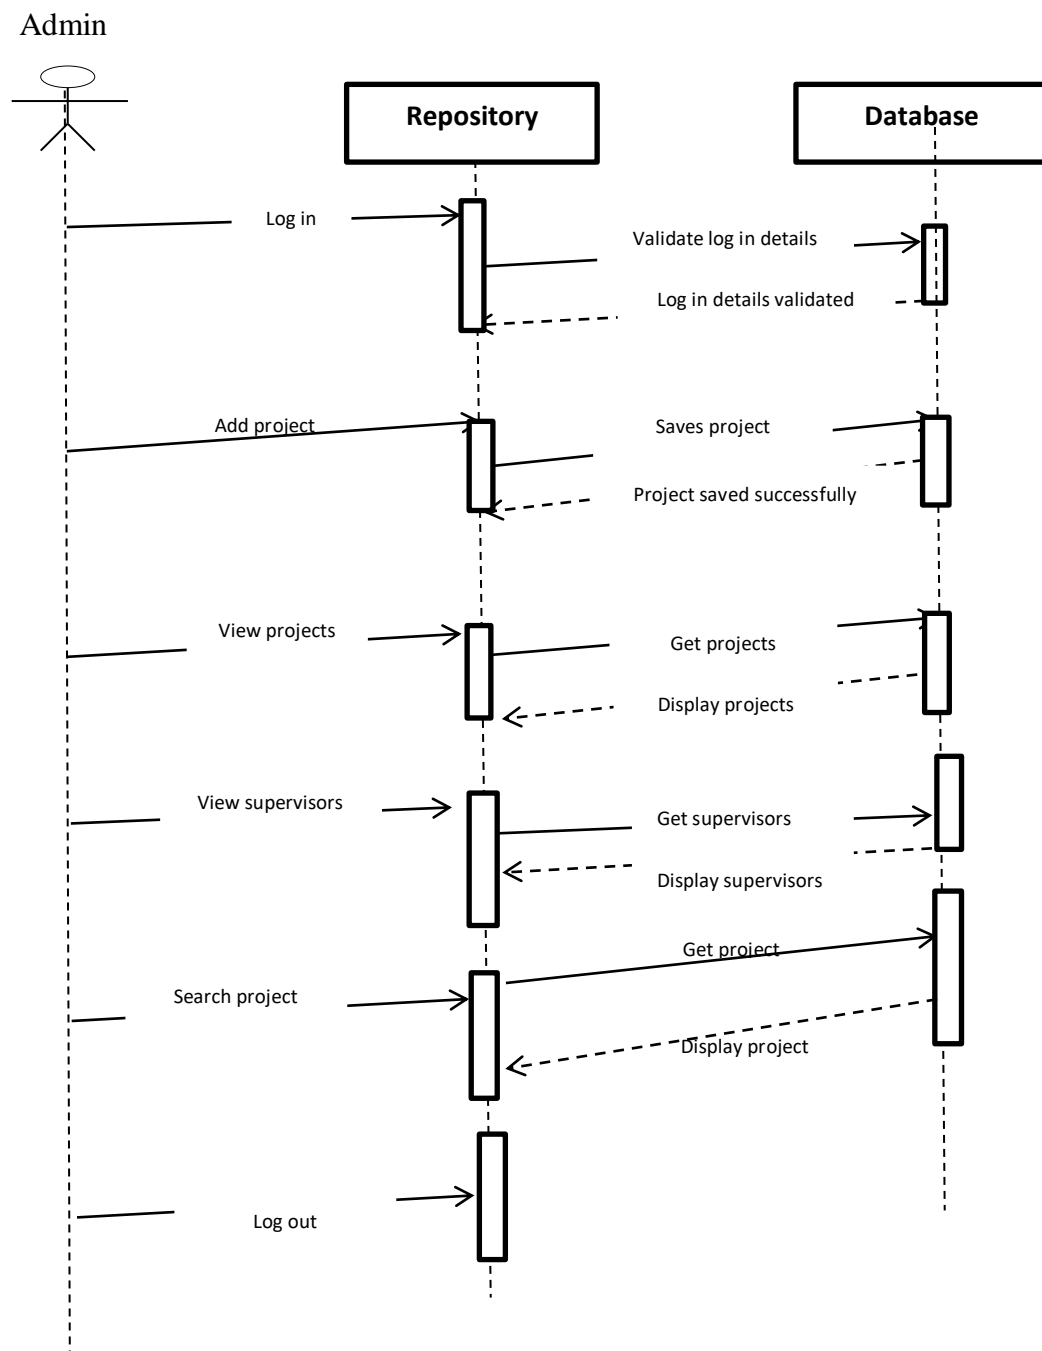 Admin
Repository
Database
Log in
Validate log in details
Log in details validated
Add project
Saves project
Project saved successfully
View projects
Get projects
Display projects
View supervisors
Get supervisors
Display supervisors
Get project
Search project
Display project
Log out